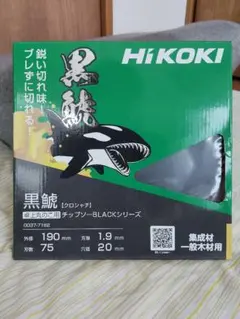 HiKOKI
鋭い切れ味!
ブレずに切れる!
黒鯱
黒鯱【クロシャチ】
卓上丸のこ用 チップソーBLACKシリーズ
0037-7162
外径 190 mm 刃厚 1.9 mm
刃数 75 穴径 20 mm
集成材
一般木材用